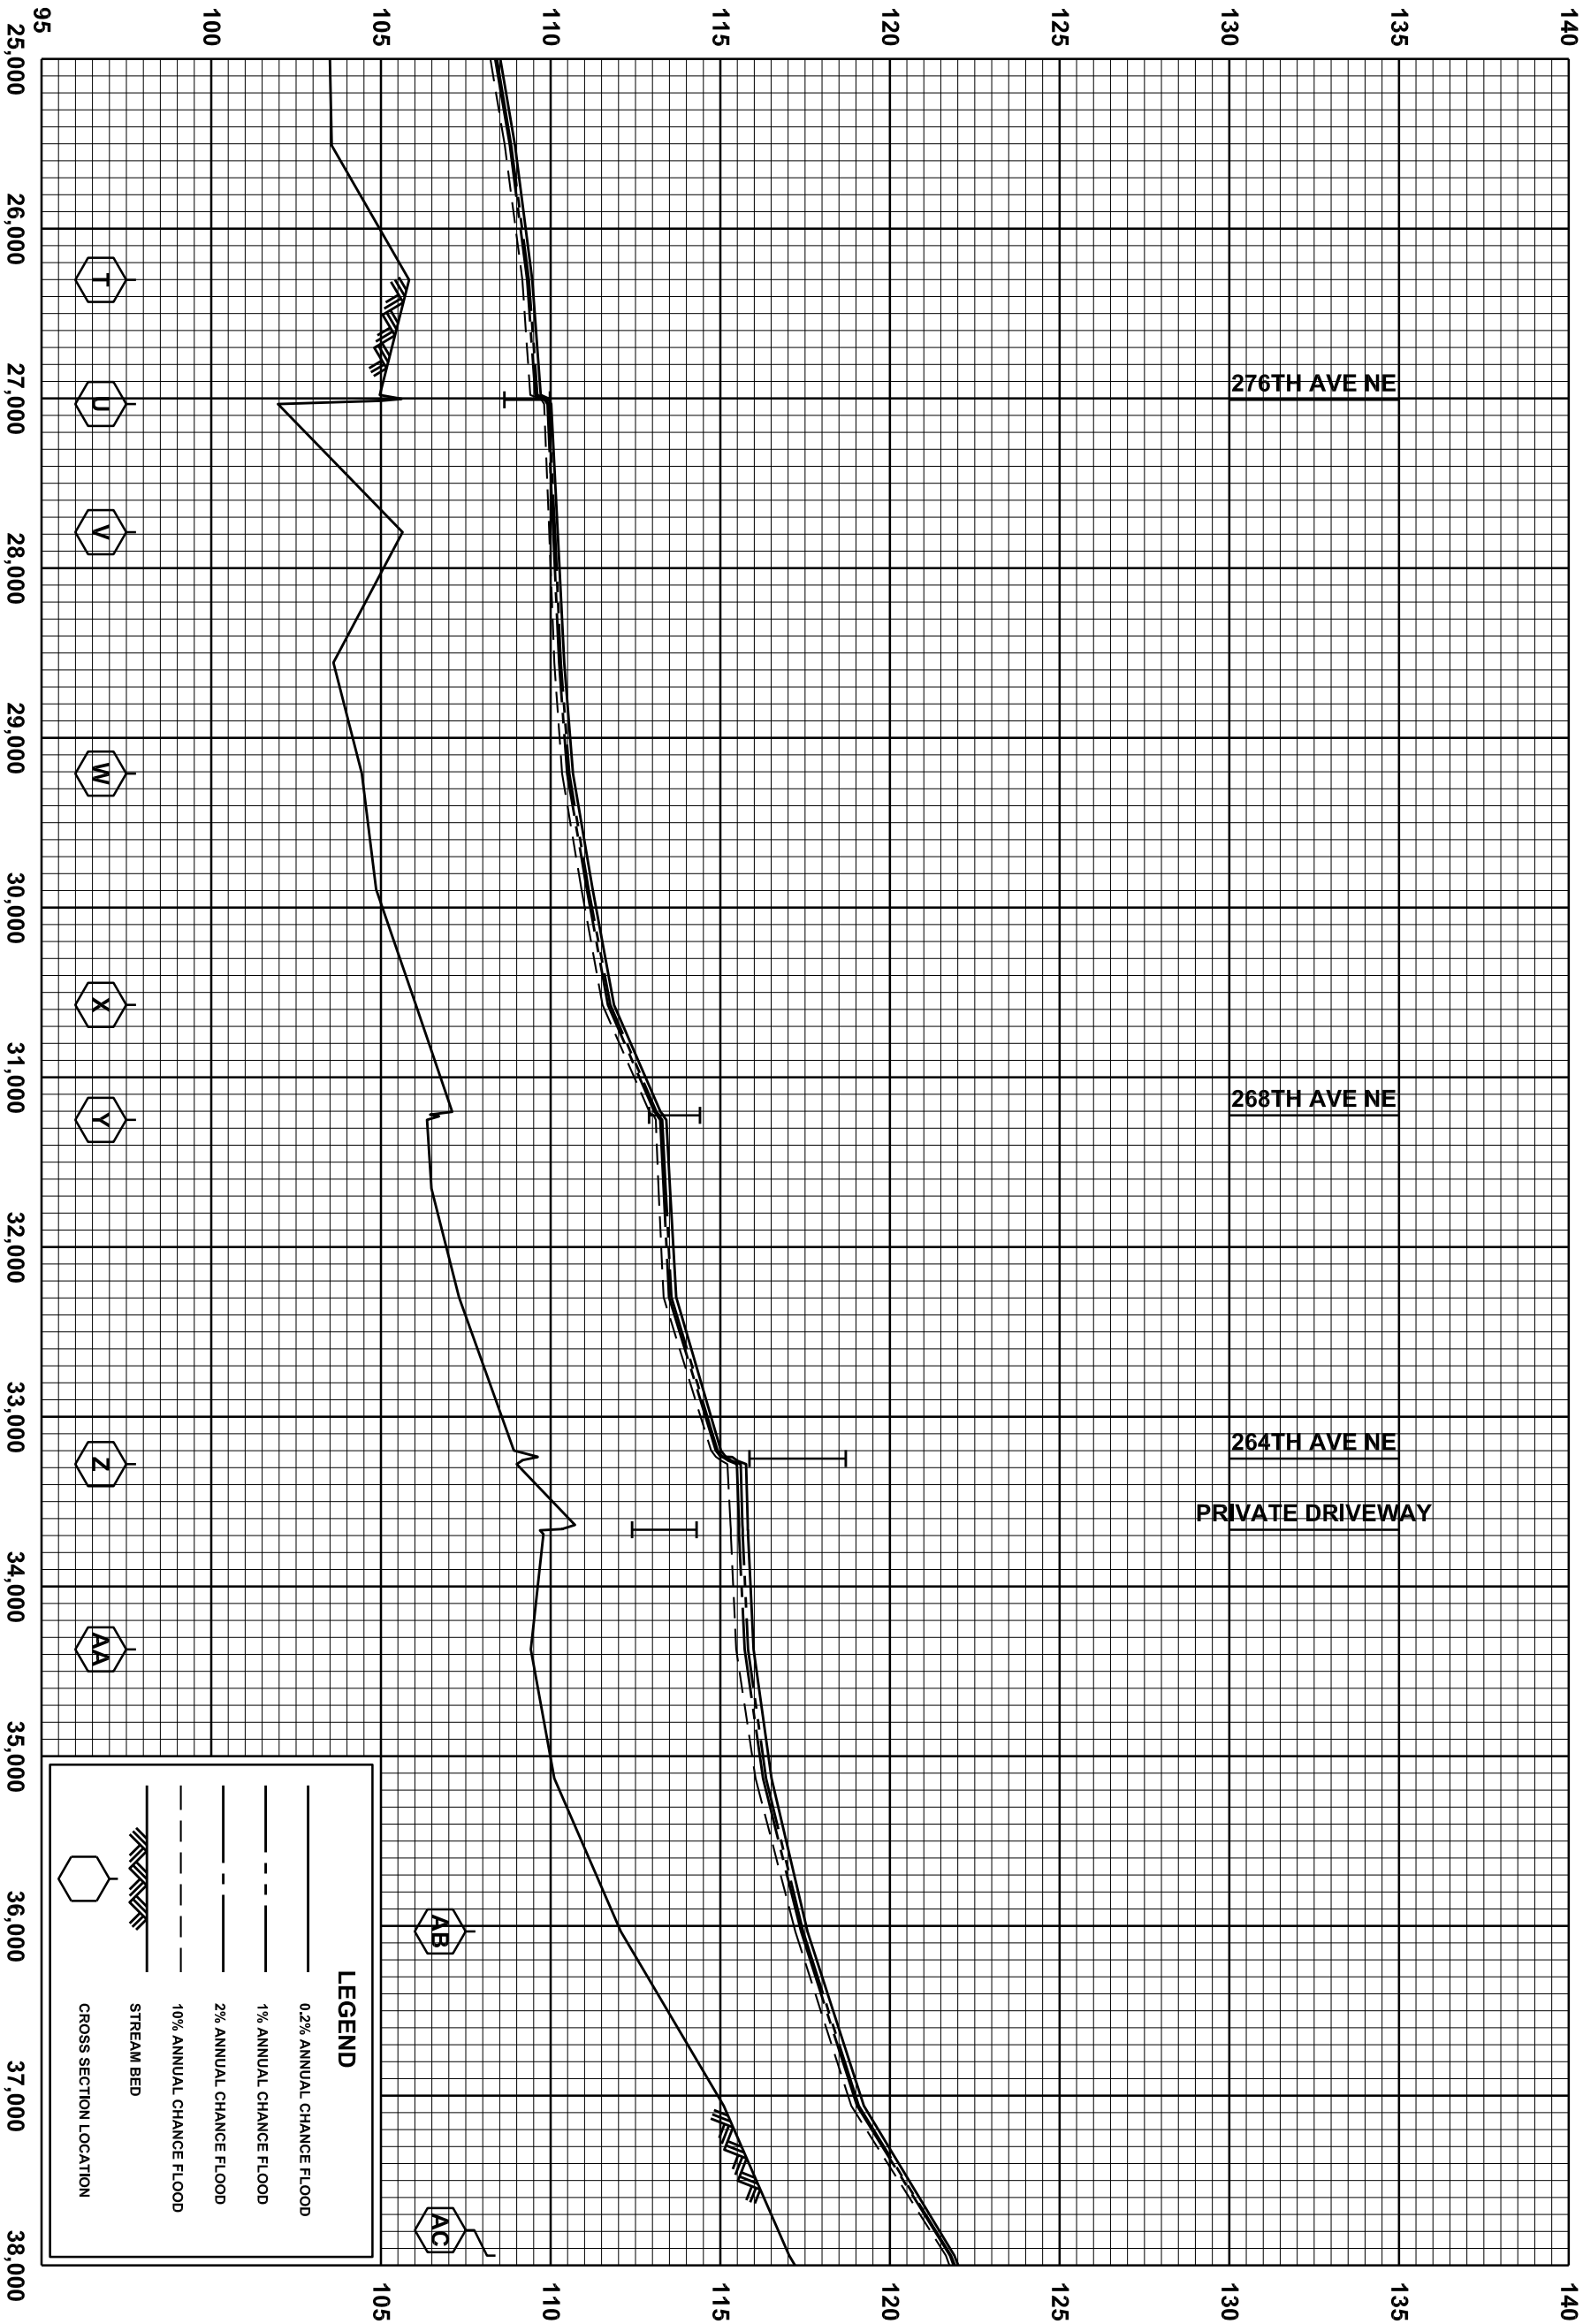 140
135
130
125
120
115
110
105
100
95
276TH AVE NE
268TH AVE NE
264TH AVE NE
PRIVATE DRIVEWAY
140
135
130
125
120
115
110
105
T
U
V
W
X
Y
Z
AA
AB
AC
LEGEND
0.2% ANNUAL CHANCE FLOOD
1% ANNUAL CHANCE FLOOD
2% ANNUAL CHANCE FLOOD
10% ANNUAL CHANCE FLOOD
STREAM BED
CROSS SECTION LOCATION
25,000
26,000
27,000
28,000
29,000
30,000
31,000
32,000
33,000
34,000
35,000
36,000
37,000
38,000